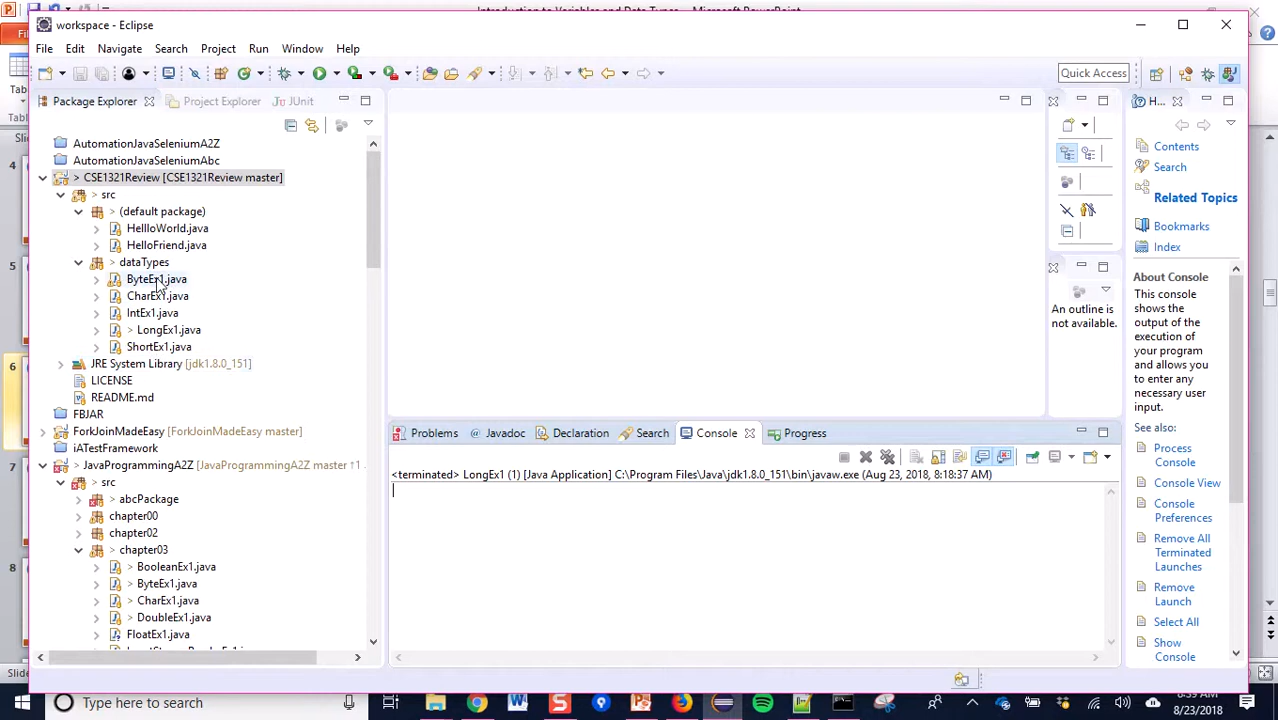 Introduction to Variables and Data Types - Microsoft PowerPoint
workspace - Eclipse
File Edit Navigate Search Project Run Window Help
Quick Access
Package Explorer Project Explorer JUnit
AutomationJavaSeleniumA2Z
AutomationJavaSeleniumAbc
> CSE1321Review [CSE1321Review master]
> src
> (default package)
HellloWorld.java
HelloFriend.java
> dataTypes
ByteEx1.java
CharEx1.java
IntEx1.java
> LongEx1.java
ShortEx1.java
JRE System Library [jdk1.8.0_151]
LICENSE
README.md
FBJAR
ForkJoinMadeEasy [ForkJoinMadeEasy master]
iATestFramework
> JavaProgrammingA2Z [JavaProgrammingA2Z master ↑1
> src
> abcPackage
chapter00
chapter02
> chapter03
> BooleanEx1.java
> ByteEx1.java
> CharEx1.java
> DoubleEx1.java
FloatEx1.java
Problems @ Javadoc Declaration Search Console Progress
<terminated> LongEx1 (1) [Java Application] C:\Program Files\Java\jdk1.8.0_151\bin\javaw.exe (Aug 23, 2018, 8:18:37 AM)
An outline is not available.
H...
Contents
Search
Related Topics
Bookmarks
Index
About Console
This console
shows the
output of the
execution of
your program
and allows you
to enter any
necessary user
input.
See also:
Process
Console
Console View
Console
Preferences
Remove All
Terminated
Launches
Remove
Launch
Select All
Show
Console
4
5
6
7
8
Type here to search
8:39 AM
8/23/2018